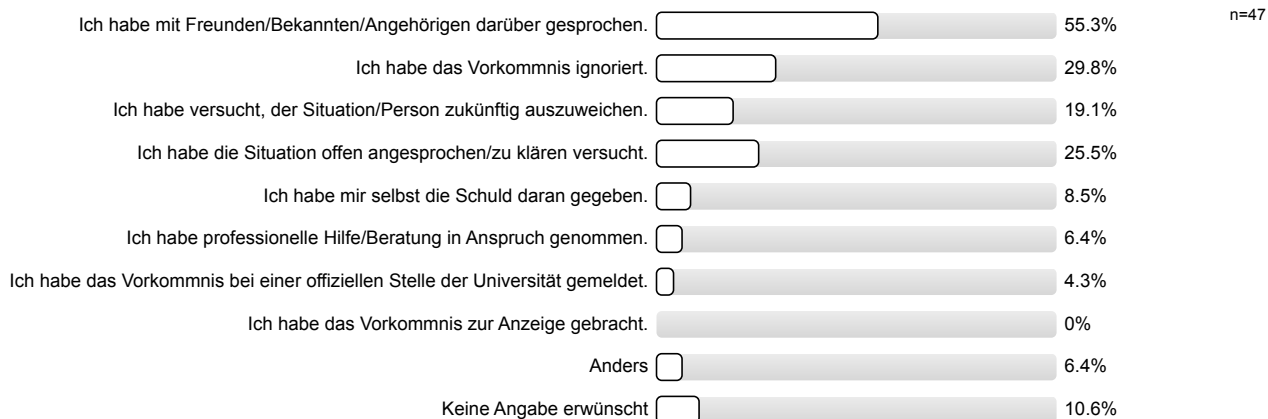 n=47
Ich habe mit Freunden/Bekannten/Angehörigen darüber gesprochen. 55.3%
Ich habe das Vorkommnis ignoriert. 29.8%
Ich habe versucht, der Situation/Person zukünftig auszuweichen. 19.1%
Ich habe die Situation offen angesprochen/zu klären versucht. 25.5%
Ich habe mir selbst die Schuld daran gegeben. 8.5%
Ich habe professionelle Hilfe/Beratung in Anspruch genommen. 6.4%
Ich habe das Vorkommnis bei einer offiziellen Stelle der Universität gemeldet. 4.3%
Ich habe das Vorkommnis zur Anzeige gebracht. 0%
Anders 6.4%
Keine Angabe erwünscht 10.6%